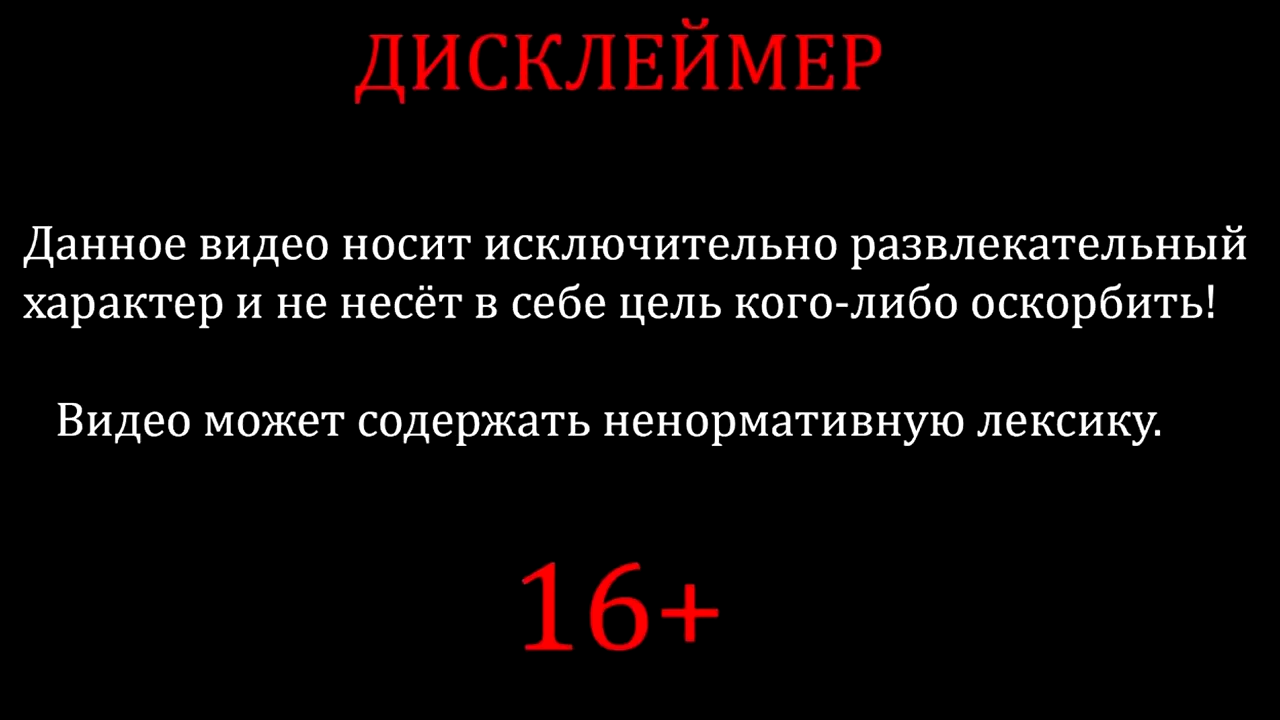 ДИСКЛЕЙМЕР
Данное видео носит исключительно развлекательный
характер и не несёт в себе цель кого-либо оскорбить!
Видео может содержать ненормативную лексику.
16+